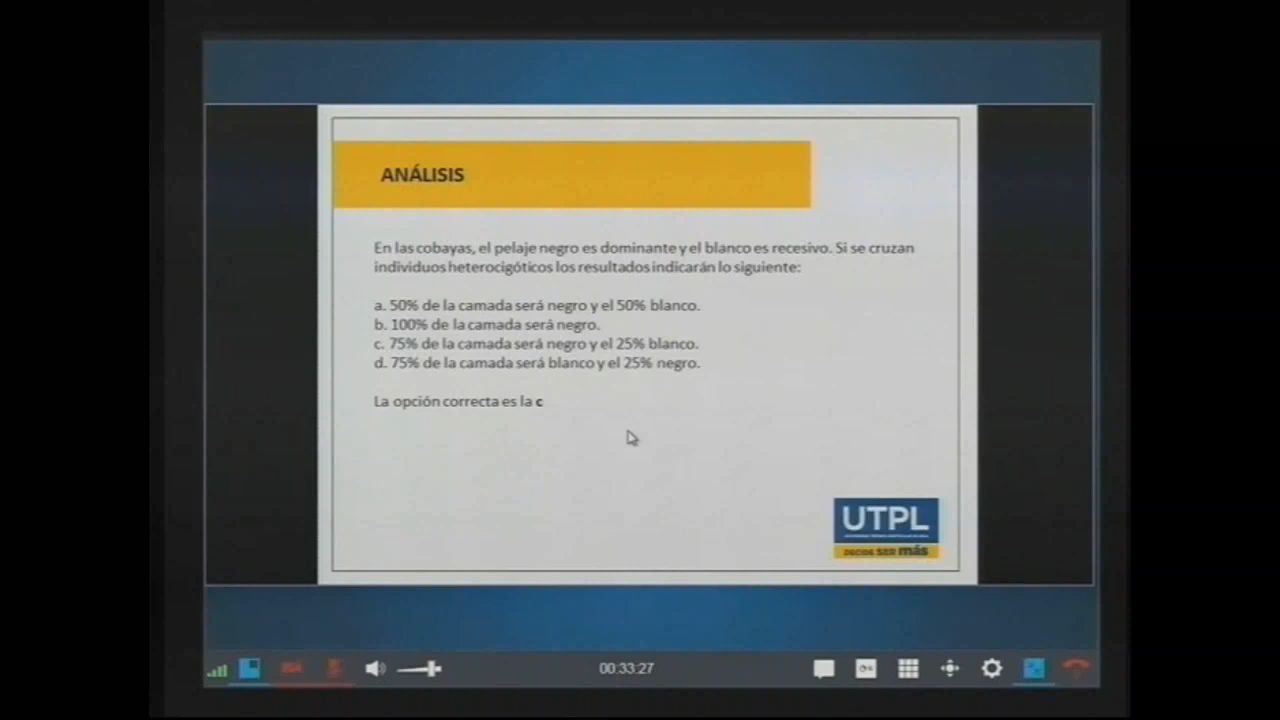 ANÁLISIS
En las cobayas, el pelaje negro es dominante y el blanco es recesivo. Si se cruzan
individuos heterocigóticos los resultados indicarán lo siguiente:
a. 50% de la camada será negro y el 50% blanco.
b. 100% de la camada será negro.
c. 75% de la camada será negro y el 25% blanco.
d. 75% de la camada será blanco y el 25% negro.
La opción correcta es la c
UTPL
DECIDE SER más
00:33:27